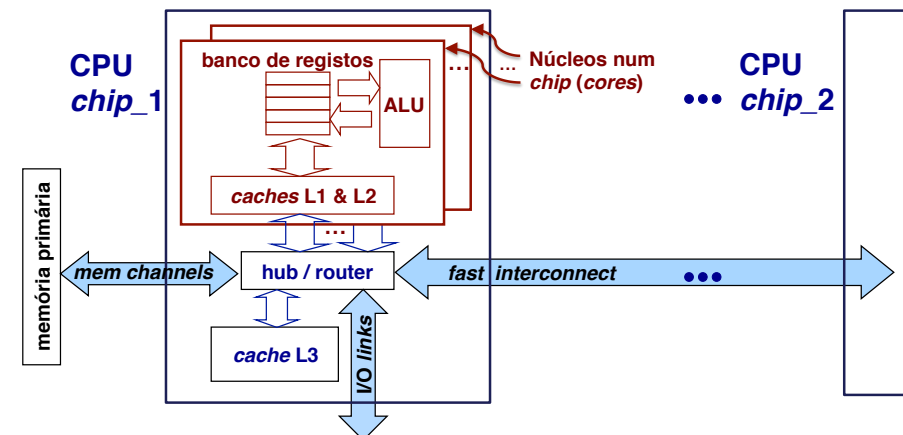 CPU
chip_1
banco de registos
ALU
...
...
Núcleos num
chip (cores)
CPU
... chip_2
caches L1 & L2
...
memória primária
mem channels
hub / router
fast interconnect
...
cache L3
I/O links